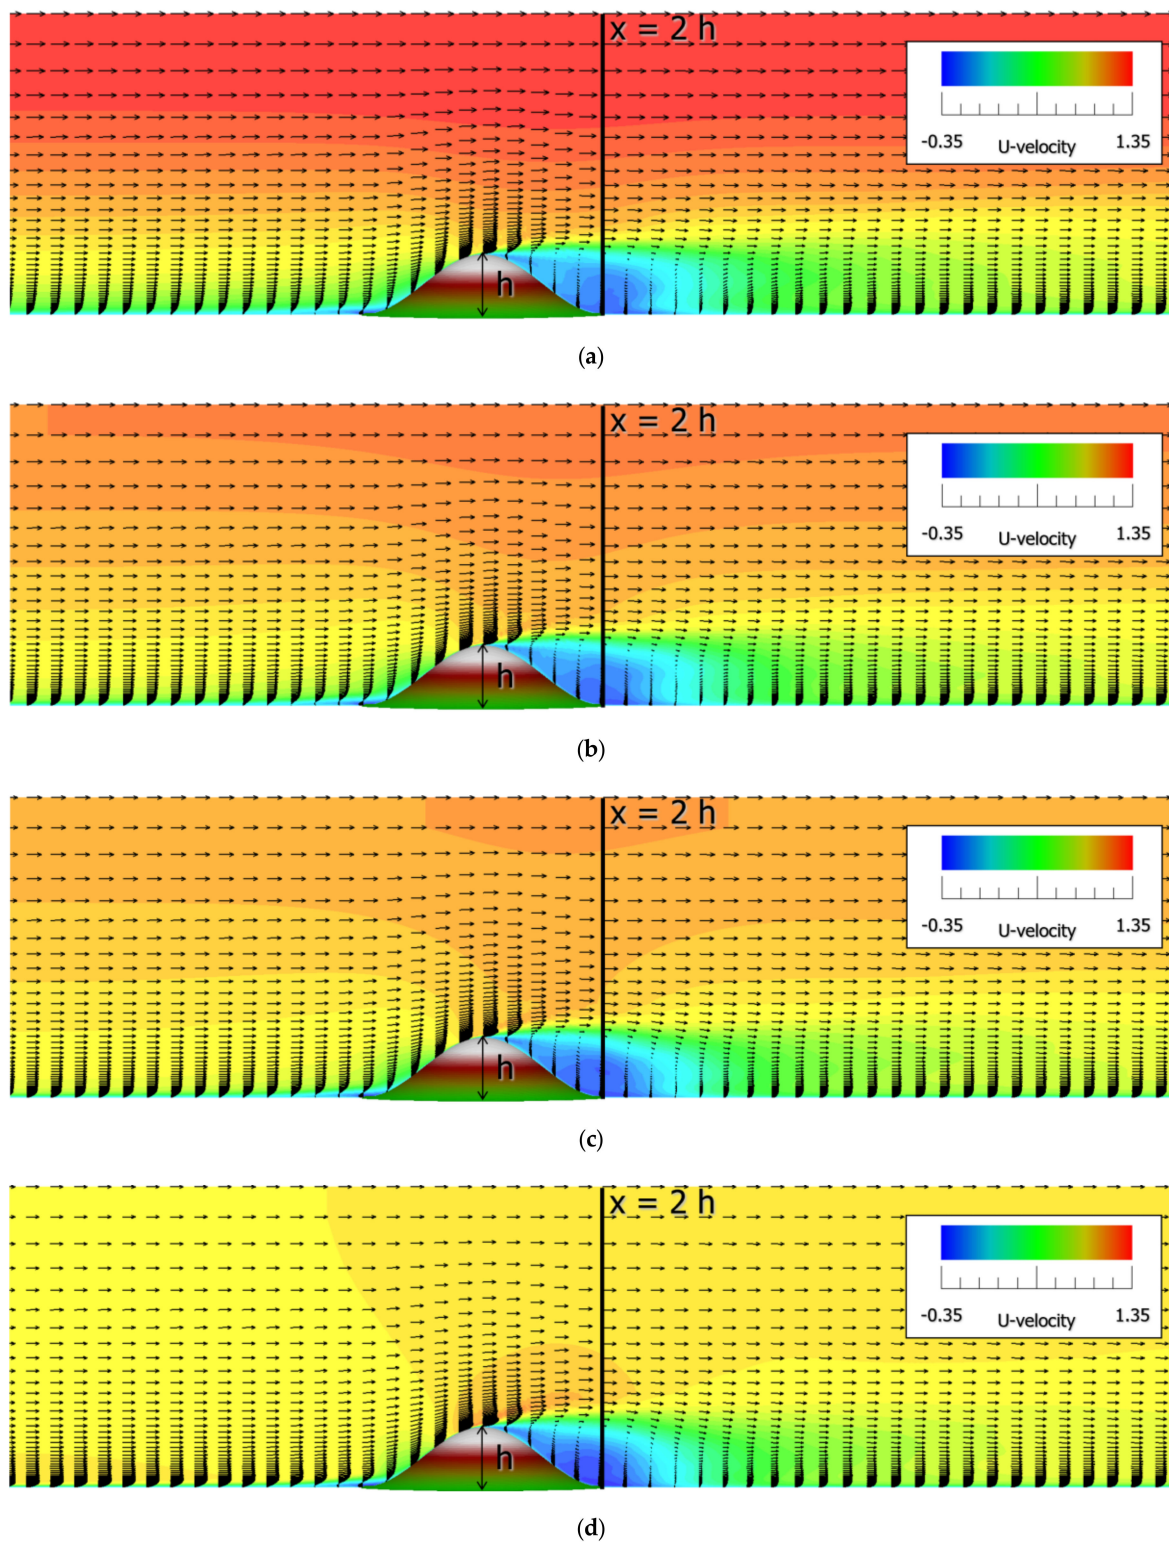 x = 2 h
-0.35 1.35
U-velocity
h
(a)
x = 2 h
-0.35 1.35
U-velocity
h
(b)
x = 2 h
-0.35 1.35
U-velocity
h
(c)
x = 2 h
-0.35 1.35
U-velocity
h
(d)